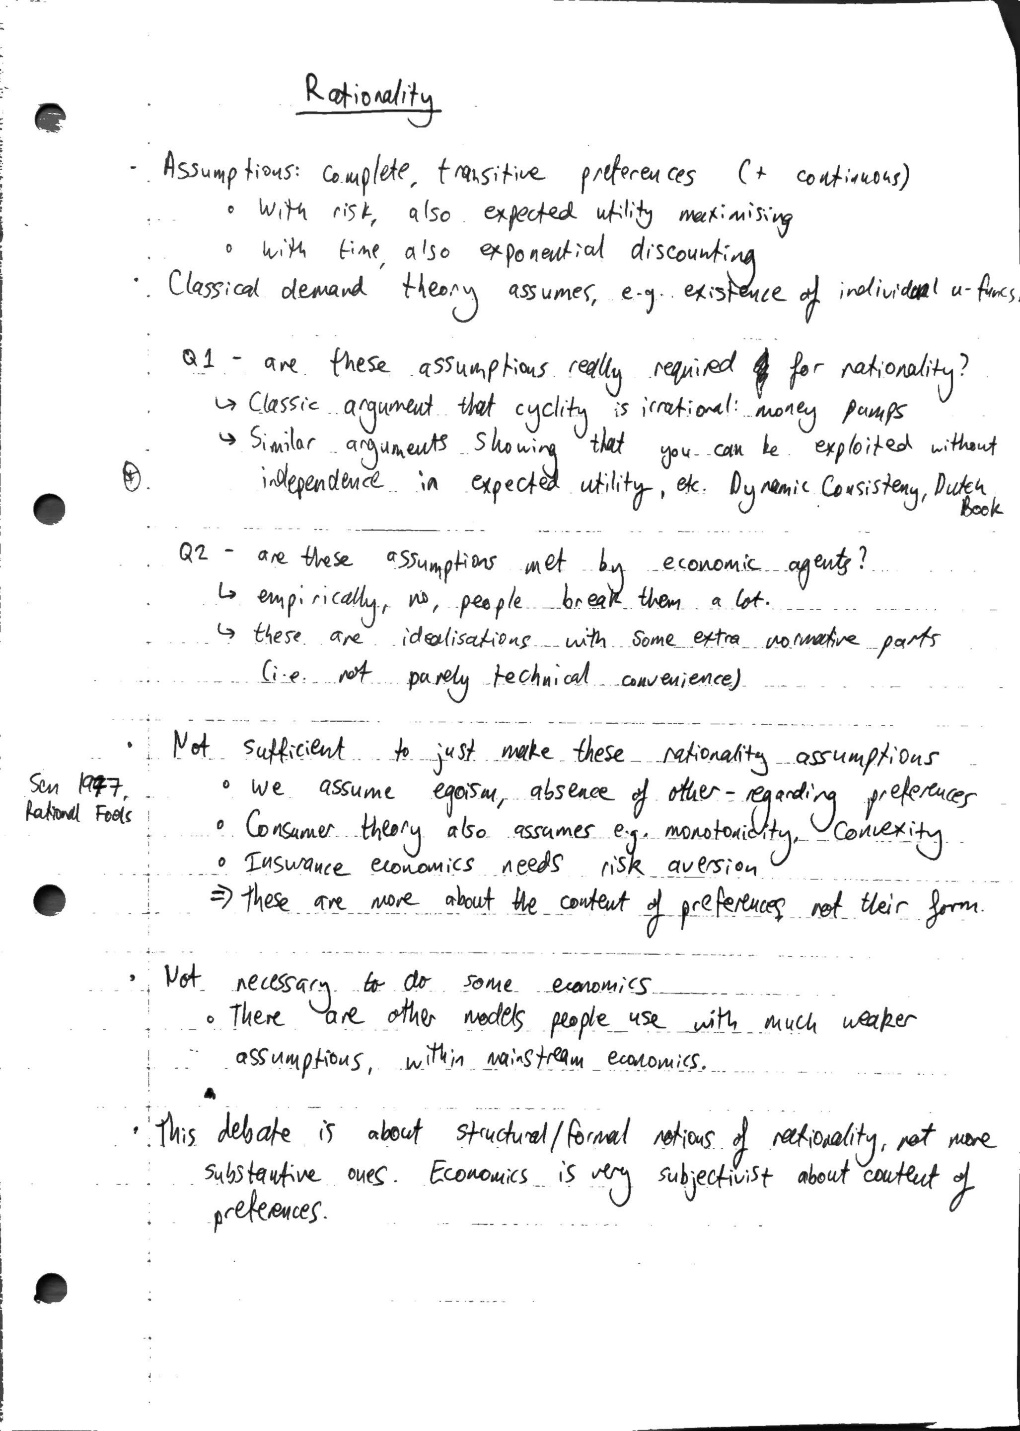 Rationality
- Assumptions: complete, transitive preferences (+ continuous)
◦ With risk, also expected utility maximising
◦ With time, also exponential discounting
· Classical demand theory assumes, e.g. existence of individual u-funcs.
Q1 - are these assumptions really required for rationality?
↳ Classic argument that cyclity is irrational: money pumps
↳ Similar arguments showing that you can be exploited without
independence in expected utility, etc. Dynamic Consisteny, Dutch
Book
Q2 - are these assumptions met by economic agents?
↳ empirically, no, people break them a lot.
↳ these are idealisations with some extra normative parts
(i.e. not purely technical convenience)
· Not sufficient to just make these rationality assumptions
Sen 1977,
Rational Fools
◦ We assume egoism, absence of other-regarding preferences
◦ Consumer theory also assumes e.g. monotonicity, convexity
◦ Insurance economics needs risk aversion
⇒ These are more about the content of preferences not their form.
· Not necessary to do some economics
◦ There are other models people use with much weaker
assumptions, within mainstream economics.
· This debate is about structural/formal notions of rationality, not more
substantive ones. Economics is very subjectivist about content of
preferences.